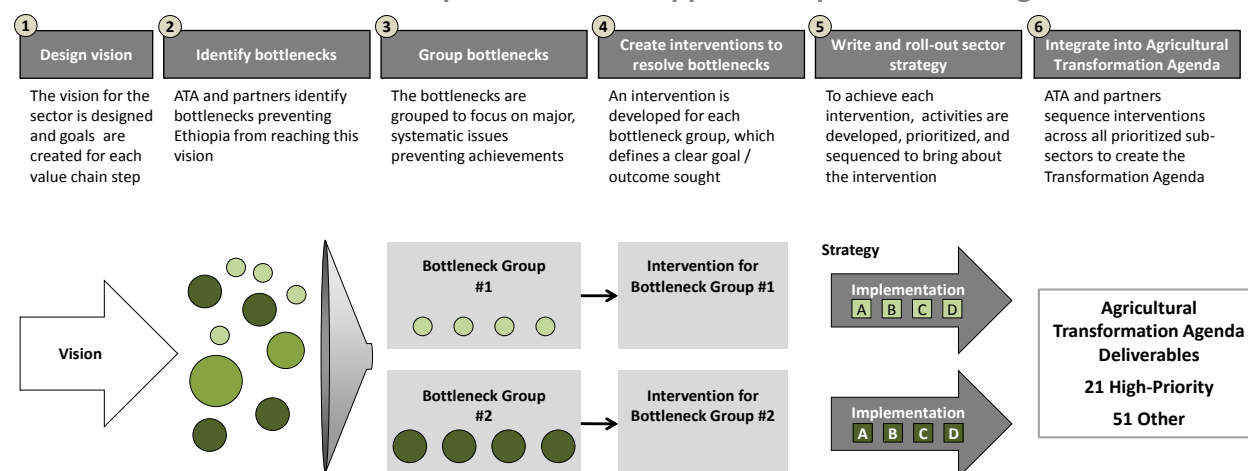 1
Design vision
The vision for the
sector is designed
and goals are
created for each
value chain step
2
Identify bottlenecks
ATA and partners identify
bottlenecks preventing
Ethiopia from reaching this
vision
3
Group bottlenecks
The bottlenecks are
grouped to focus on major,
systematic issues
preventing achievements
4
Create interventions to
resolve bottlenecks
An intervention is
developed for each
bottleneck group, which
defines a clear goal /
outcome sought
5
Write and roll-out sector
strategy
To achieve each
intervention, activities are
developed, prioritized, and
sequenced to bring about
the intervention
6
Integrate into Agricultural
Transformation Agenda
ATA and partners
sequence interventions
across all prioritized sub-
sectors to create the
Transformation Agenda
Vision
Bottleneck Group
#1
Intervention for
Bottleneck Group #1
Strategy
Implementation
A B C D
Bottleneck Group
#2
Intervention for
Bottleneck Group #2
Implementation
A B C D
Agricultural
Transformation Agenda
Deliverables
21 High-Priority
51 Other